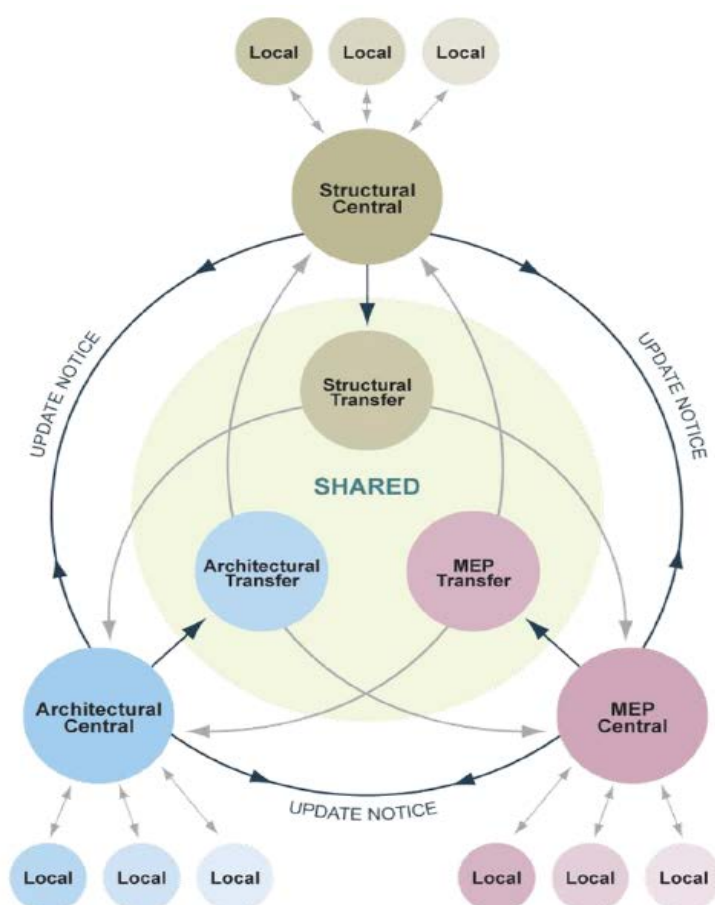 Local
Local
Local
Structural
Central
UPDATE NOTICE
UPDATE NOTICE
Structural
Transfer
SHARED
Architectural
Transfer
MEP
Transfer
Architectural
Central
MEP
Central
UPDATE NOTICE
Local
Local
Local
Local
Local
Local